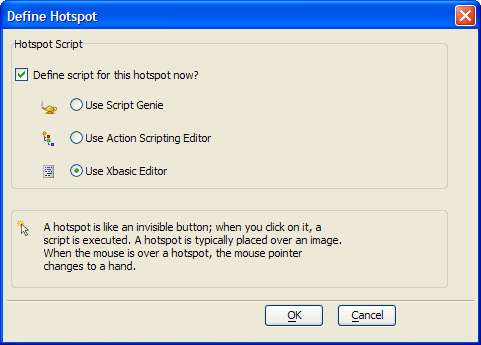 Define Hotspot
Hotspot Script
Define script for this hotspot now?
Use Script Genie
Use Action Scripting Editor
Use Xbasic Editor
A hotspot is like an invisible button; when you click on it, a
script is executed. A hotspot is typically placed over an image.
When the mouse is over a hotspot, the mouse pointer
changes to a hand.
OK
Cancel